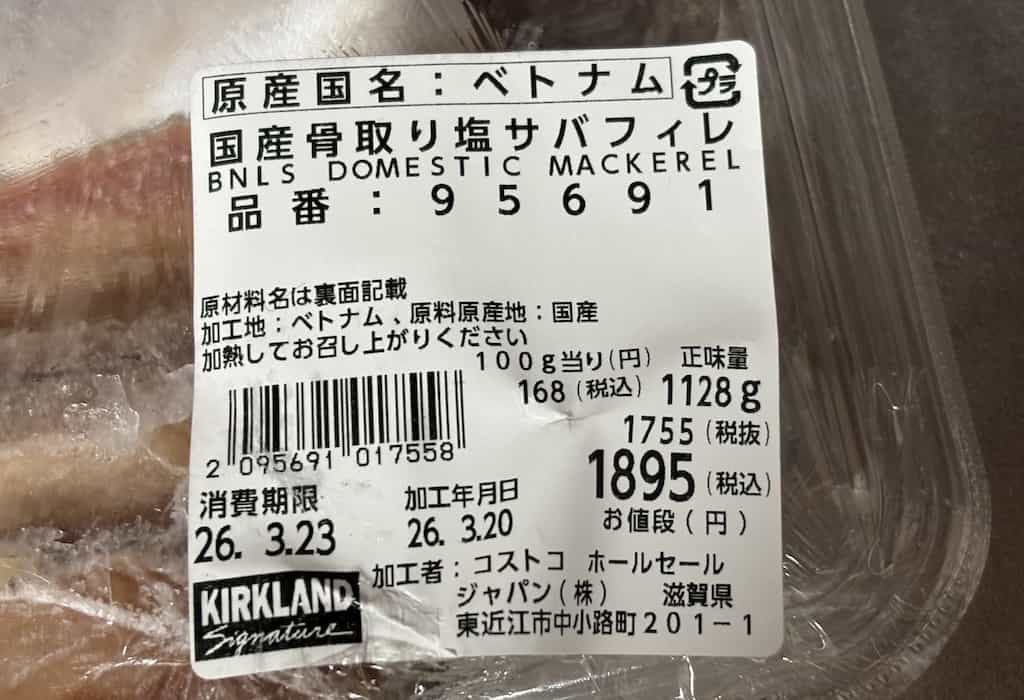 原産国名：ベトナム
プラ
国産骨取り塩サバフィレ
BNLS DOMESTIC MACKEREL
品番：95691
原材料名は裏面記載
加工地：ベトナム、原料原産地：国産
加熱してお召し上がりください
100g当り(円) 正味量
168 (税込) 1128g
1755 (税抜)
1895 (税込)
お値段(円)
2 095691 017558
消費期限 加工年月日
26. 3.23 26. 3.20
加工者：コストコ ホールセール
ジャパン(株) 滋賀県
東近江市中小路町201-1
KIRKLAND
Signature